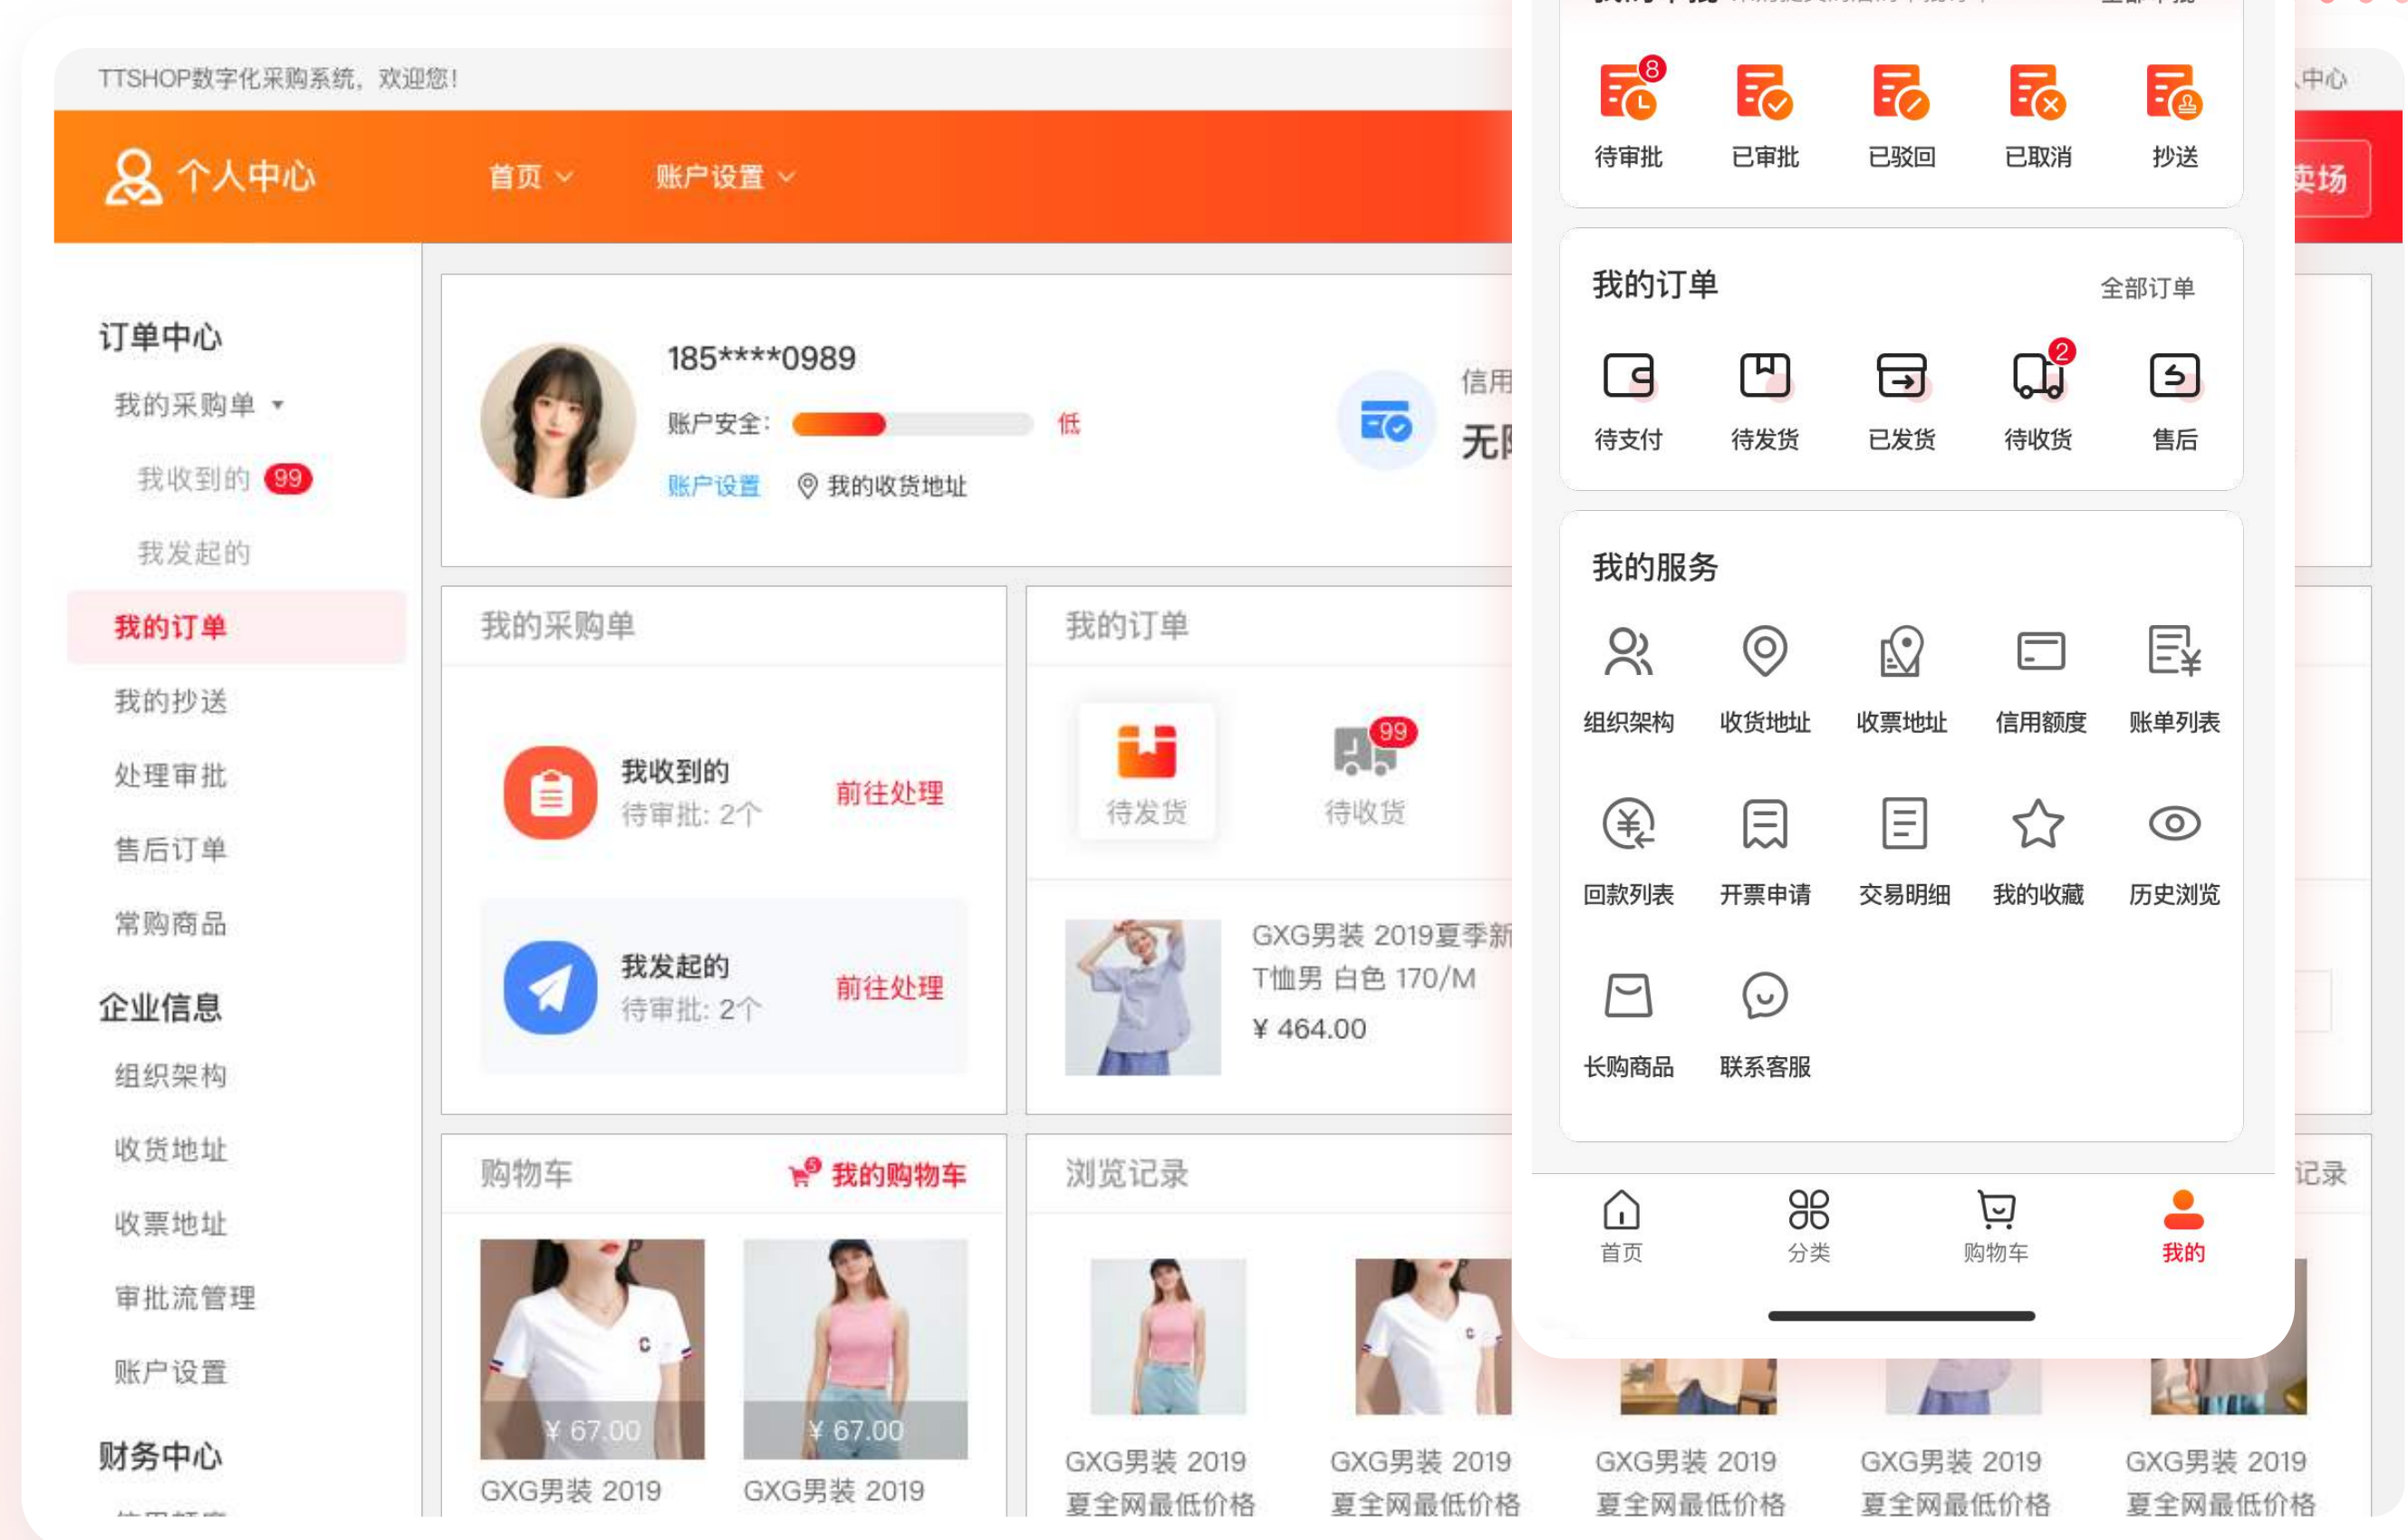 TTSHOP数字化采购系统，欢迎您！
中心
个人中心
首页
账户设置
卖场
订单中心
我的采购单
我收到的 99
我发起的
我的订单
我的抄送
处理审批
售后订单
常购商品
企业信息
组织架构
收货地址
收票地址
审批流管理
账户设置
财务中心
185****0989
账户安全： 低
账户设置 我的收货地址
信用
我的采购单
我收到的
待审批: 2个
前往处理
我发起的
待审批: 2个
前往处理
我的订单
待发货
99
待收货
GXG男装 2019夏季新
T恤男 白色 170/M
¥ 464.00
购物车
5 我的购物车
¥ 67.00
¥ 67.00
GXG男装 2019
GXG男装 2019
浏览记录
记录
GXG男装 2019
夏全网最低价格
GXG男装 2019
夏全网最低价格
GXG男装 2019
夏全网最低价格
GXG男装 2019
夏全网最低价格
GXG男装 2019
夏全网最低价格
8
待审批 已审批 已驳回 已取消 抄送
我的订单 全部订单
2
待支付 待发货 已发货 待收货 售后
我的服务
组织架构 收货地址 收票地址 信用额度 账单列表
回款列表 开票申请 交易明细 我的收藏 历史浏览
长购商品 联系客服
首页 分类 购物车 我的